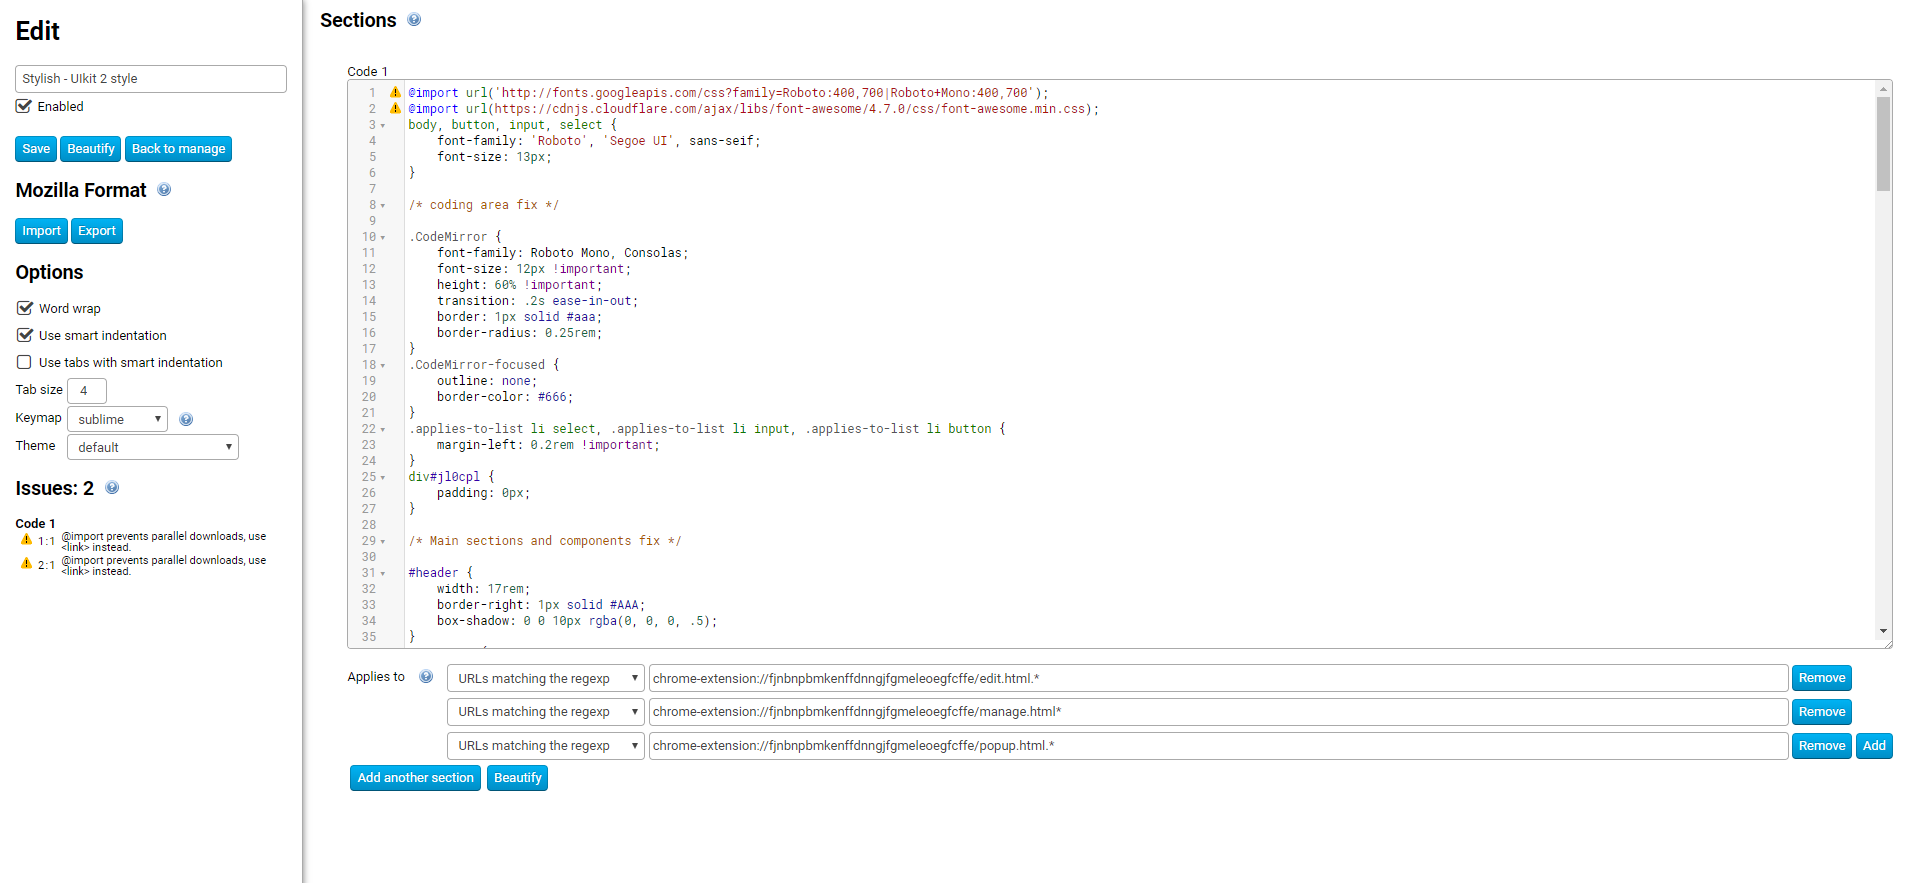 Edit
Stylish - UIkit 2 style
Enabled
Save Beautify Back to manage
Mozilla Format
Import Export
Options
Word wrap
Use smart indentation
Use tabs with smart indentation
Tab size 4
Keymap sublime
Theme default
Issues: 2
Code 1
1:1 @import prevents parallel downloads, use
<link> instead.
2:1 @import prevents parallel downloads, use
<link> instead.
Sections
Code 1
1 @import url('http://fonts.googleapis.com/css?family=Roboto:400,700|Roboto+Mono:400,700');
2 @import url(https://cdnjs.cloudflare.com/ajax/libs/font-awesome/4.7.0/css/font-awesome.min.css);
3 body, button, input, select {
4 font-family: 'Roboto', 'Segoe UI', sans-seif;
5 font-size: 13px;
6 }
7
8 /* coding area fix */
9
10 .CodeMirror {
11 font-family: Roboto Mono, Consolas;
12 font-size: 12px !important;
13 height: 60% !important;
14 transition: .2s ease-in-out;
15 border: 1px solid #aaa;
16 border-radius: 0.25rem;
17 }
18 .CodeMirror-focused {
19 outline: none;
20 border-color: #666;
21 }
22 .applies-to-list li select, .applies-to-list li input, .applies-to-list li button {
23 margin-left: 0.2rem !important;
24 }
25 div#jl0cpl {
26 padding: 0px;
27 }
28
29 /* Main sections and components fix */
30
31 #header {
32 width: 17rem;
33 border-right: 1px solid #AAA;
34 box-shadow: 0 0 10px rgba(0, 0, 0, .5);
35 }
Applies to URLs matching the regexp chrome-extension://fjnbnpbmkenffdnngjfgmeleoegfcffe/edit.html.* Remove
URLs matching the regexp chrome-extension://fjnbnpbmkenffdnngjfgmeleoegfcffe/manage.html* Remove
URLs matching the regexp chrome-extension://fjnbnpbmkenffdnngjfgmeleoegfcffe/popup.html.* Remove Add
Add another section Beautify